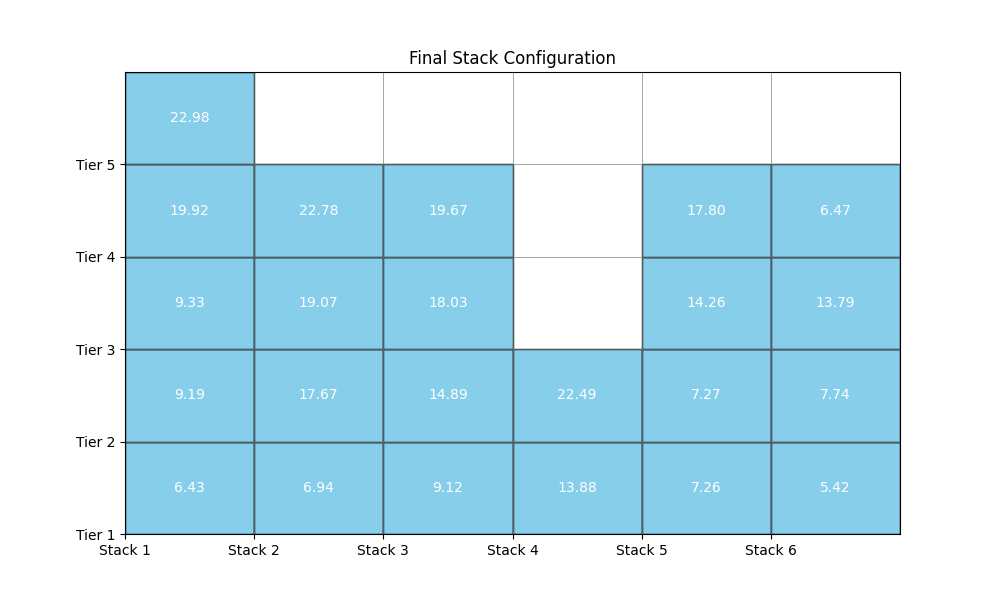 Final Stack Configuration
22.98
Tier 5
19.92 22.78 19.67 17.80 6.47
Tier 4
9.33 19.07 18.03 14.26 13.79
Tier 3
9.19 17.67 14.89 22.49 7.27 7.74
Tier 2
6.43 6.94 9.12 13.88 7.26 5.42
Tier 1
Stack 1 Stack 2 Stack 3 Stack 4 Stack 5 Stack 6